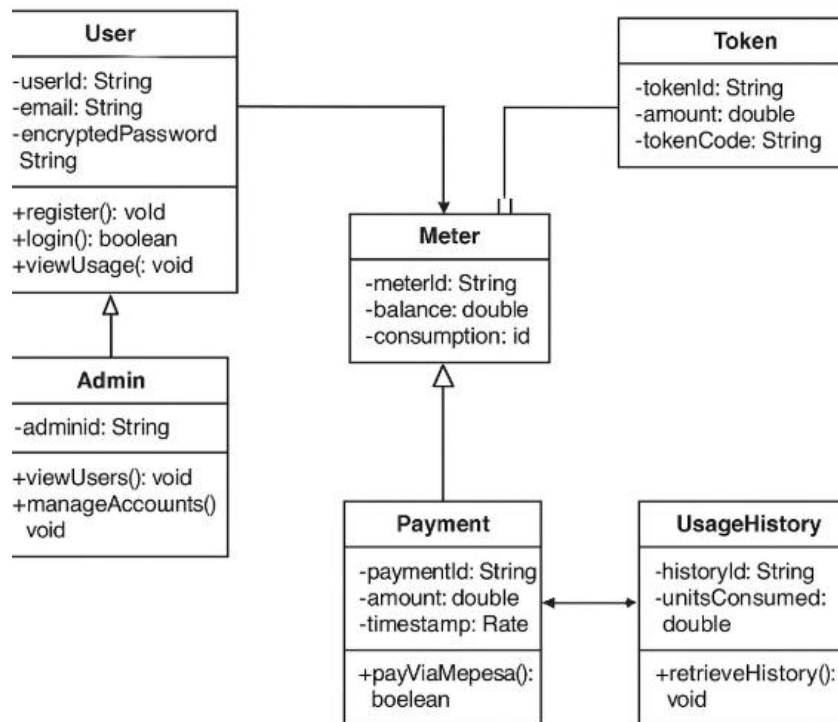 User
-userId: String
-email: String
-encryptedPassword
String
+register(): void
+login(): boolean
+viewUsage(: void
Token
-tokenId: String
-amount: double
-tokenCode: String
Meter
-meterId: String
-balance: double
-consumption: id
Admin
-adminid: String
+viewUsers(): void
+manageAccounts()
void
Payment
-paymentId: String
-amount: double
-timestamp: Rate
+payViaMepesa():
boelean
UsageHistory
-historyId: String
-unitsConsumed:
double
+retrieveHistory():
void